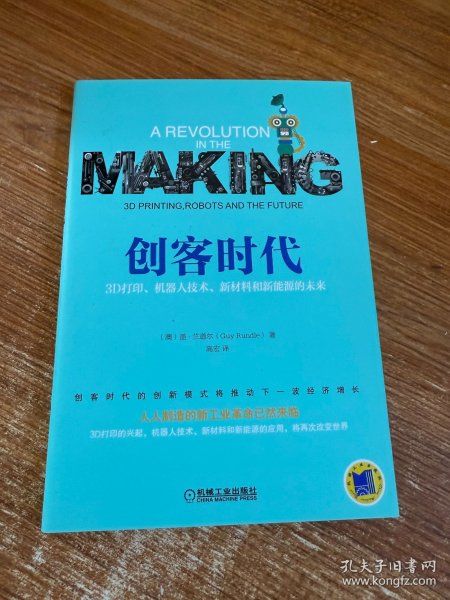 A REVOLUTION
IN THE
MAKING
3D PRINTING,ROBOTS AND THE FUTURE
创客时代
3D打印、机器人技术、新材料和新能源的未来
（澳）盖·兰道尔（Guy Rundle） 著
高宏 译
创客时代的创新模式将推动下一波经济增长
人人制造的新工业革命已然来临
3D打印的兴起，机器人技术、新材料和新能源的应用，将再次改变世界
机械工业出版社
CHINA MACHINE PRESS
孔夫子旧书网
www.kongfz.com